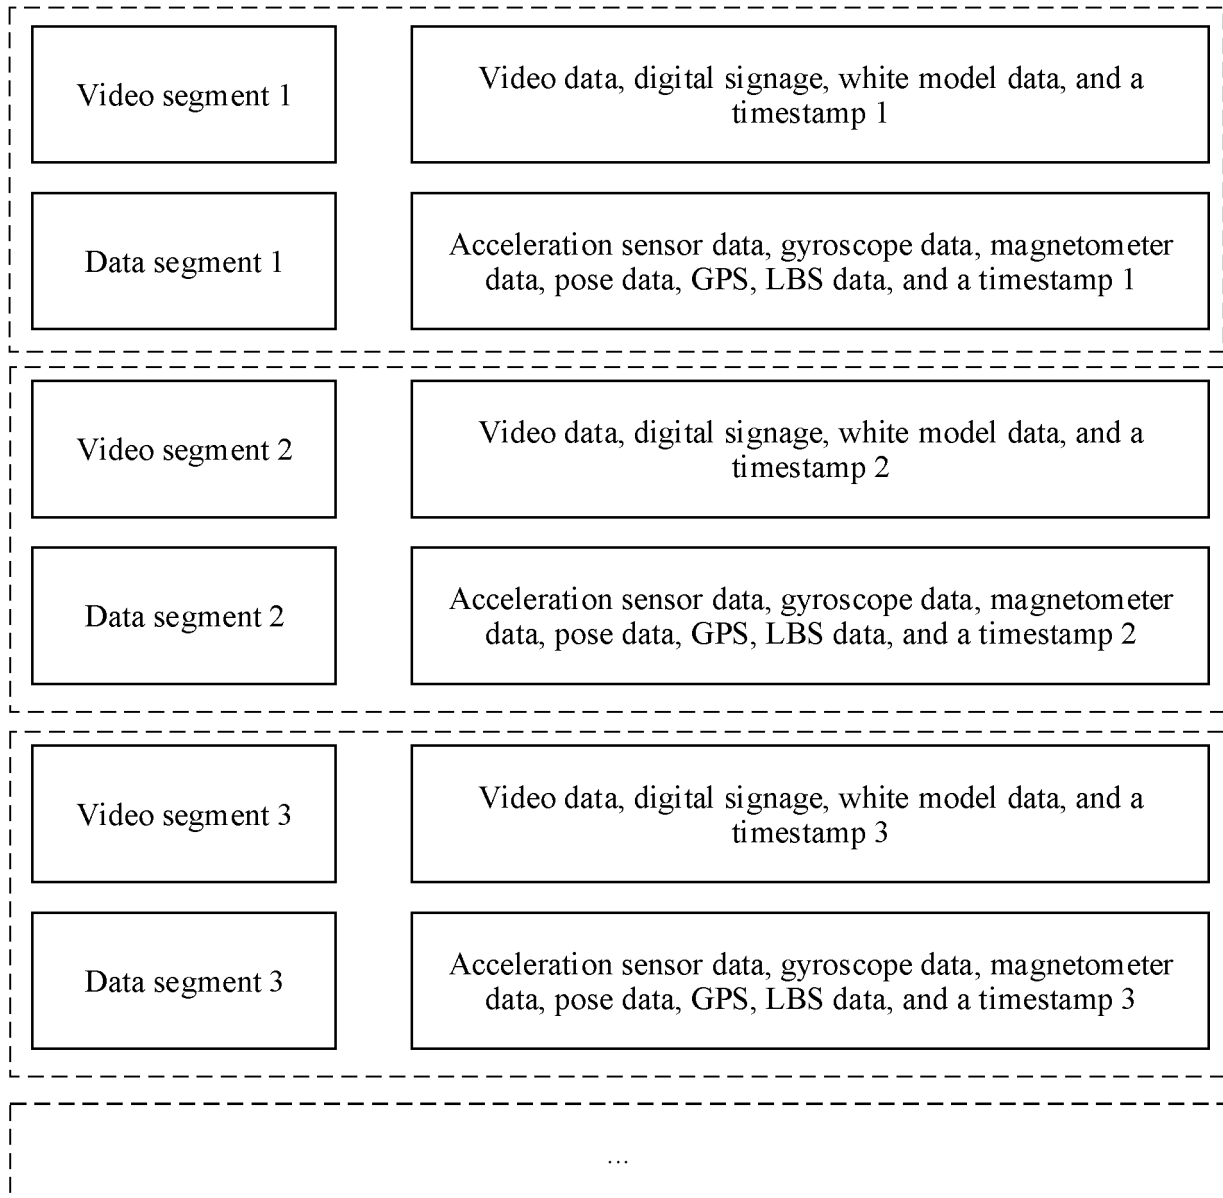 Video segment 1
Video data, digital signage, white model data, and a
timestamp 1
Data segment 1
Acceleration sensor data, gyroscope data, magnetometer
data, pose data, GPS, LBS data, and a timestamp 1
Video segment 2
Video data, digital signage, white model data, and a
timestamp 2
Data segment 2
Acceleration sensor data, gyroscope data, magnetometer
data, pose data, GPS, LBS data, and a timestamp 2
Video segment 3
Video data, digital signage, white model data, and a
timestamp 3
Data segment 3
Acceleration sensor data, gyroscope data, magnetometer
data, pose data, GPS, LBS data, and a timestamp 3
...